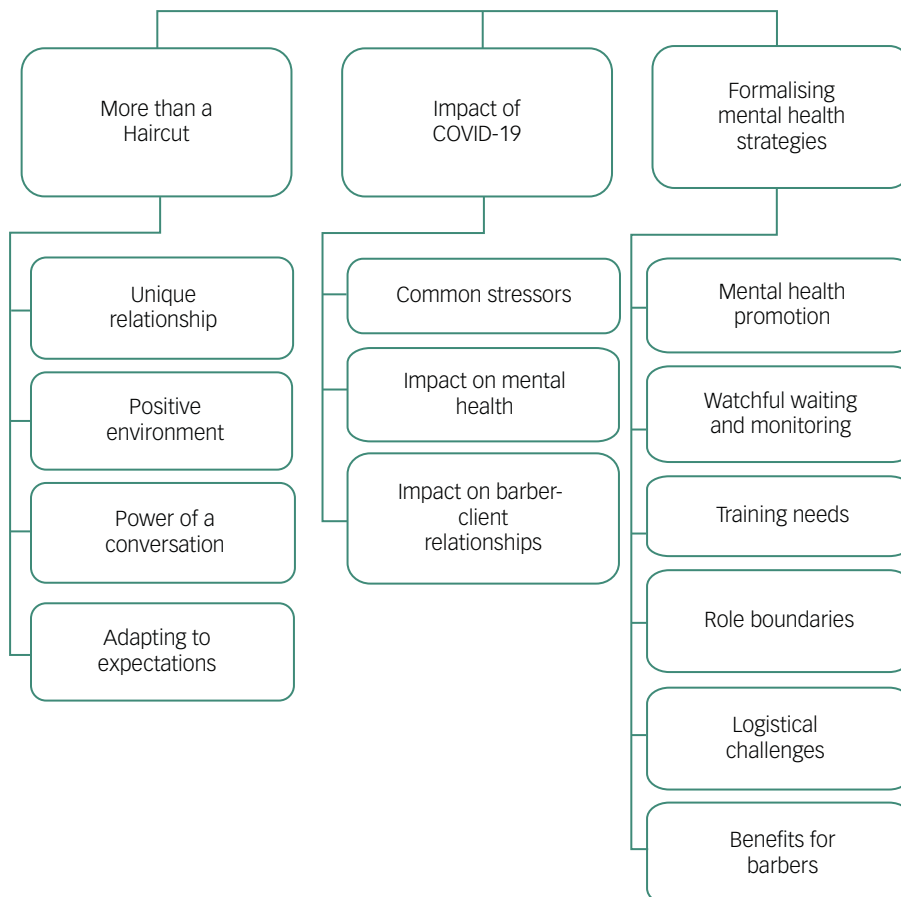 More than a
Haircut
Unique
relationship
Positive
environment
Power of a
conversation
Adapting to
expectations
Impact of
COVID-19
Common stressors
Impact on mental
health
Impact on barber-
client
relationships
Formalising
mental health
strategies
Mental health
promotion
Watchful waiting
and monitoring
Training needs
Role boundaries
Logistical
challenges
Benefits for
barbers